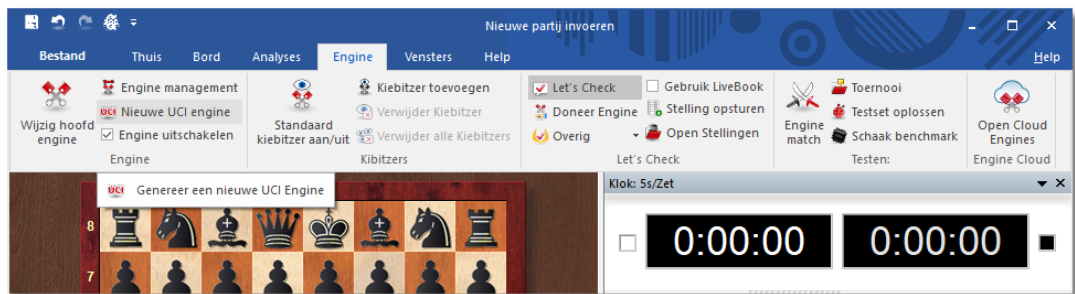 Nieuwe partij invoeren
Bestand Thuis Bord Analyses Engine Vensters Help Help
Wijzig hoofd engine
Engine management
UCI Nieuwe UCI engine
Engine uitschakelen
Engine
Standaard kiebitzer aan/uit
Kiebitzer toevoegen
Verwijder Kiebitzer
Verwijder alle Kiebitzers
Kibitzers
Let's Check
Doneer Engine
Overig
Gebruik LiveBook
Stelling opsturen
Open Stellingen
Let's Check
Engine match
Toernooi
Testset oplossen
Schaak benchmark
Testen:
Open Cloud Engines
Engine Cloud
UCI Genereer een nieuwe UCI Engine
Klok: 5s/Zet
8
0:00:00 0:00:00
7